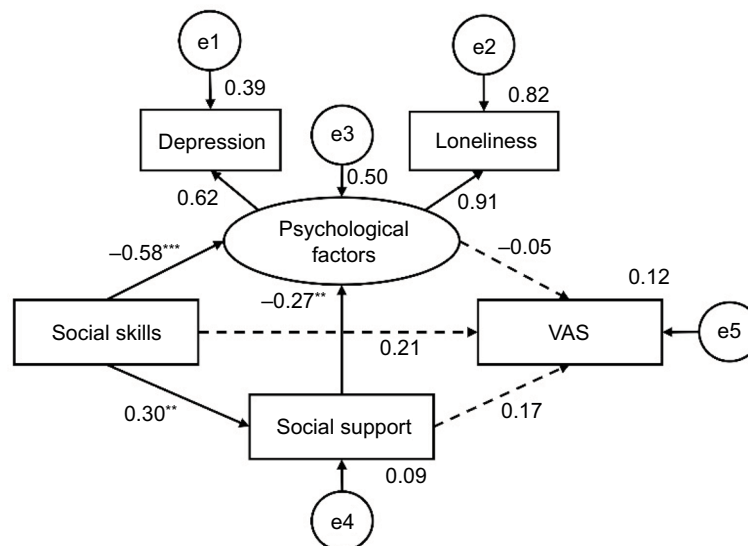 e1
e2
0.39
0.82
Depression
e3
Loneliness
0.62
0.50
0.91
Psychological
factors
–0.58***
–0.05
–0.27**
0.12
Social skills
0.21
VAS
e5
0.30**
Social support
0.17
0.09
e4